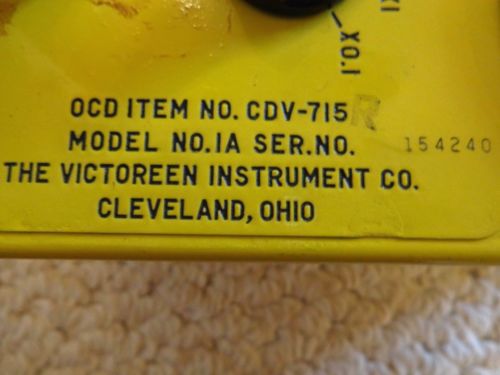 X1
X0.1
OCD ITEM NO. CDV-715 R
MODEL NO.1A SER.NO. 154240
THE VICTOREEN INSTRUMENT CO.
CLEVELAND, OHIO